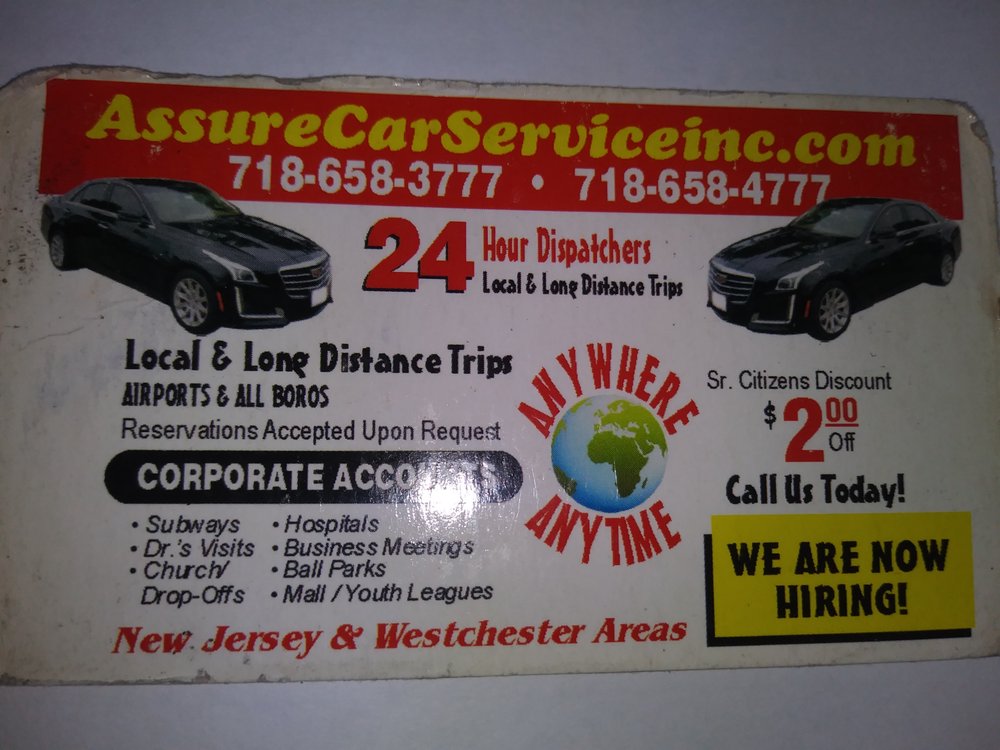 AssureCarServiceinc.com
718-658-3777 • 718-658-4777
24 Hour Dispatchers
Local & Long Distance Trips
Local & Long Distance Trips
AIRPORTS & ALL BOROS
Reservations Accepted Upon Request
CORPORATE ACCOUNTS
• Subways
• Dr.'s Visits
• Church/
Drop-Offs
• Hospitals
• Business Meetings
• Ball Parks
• Mall / Youth Leagues
New Jersey & Westchester Areas
ANYWHERE
ANYTIME
Sr. Citizens Discount
$2.00 Off
Call Us Today!
WE ARE NOW
HIRING!